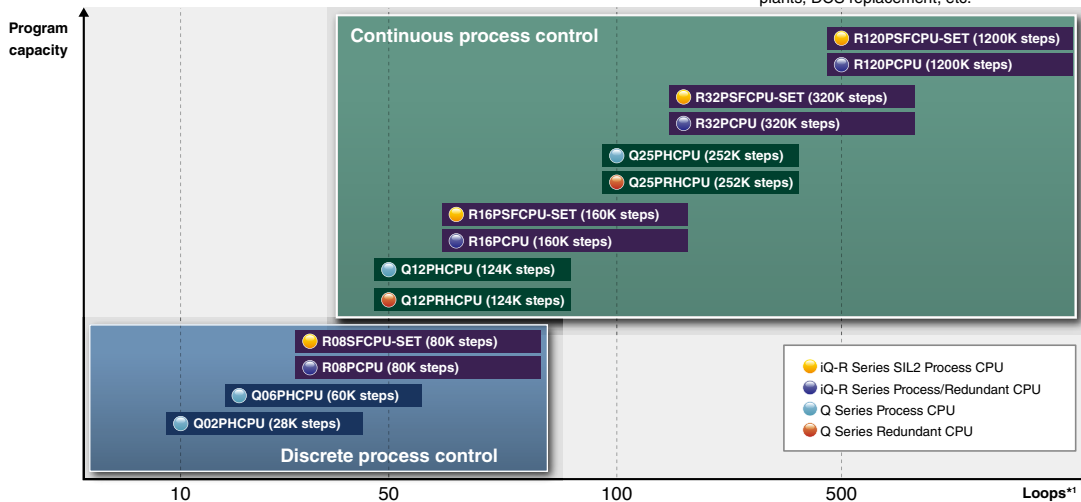 plants, DCS replacement, etc.
Program
capacity
Continuous process control
R120PSFCPU-SET (1200K steps)
R120PCPU (1200K steps)
R32PSFCPU-SET (320K steps)
R32PCPU (320K steps)
Q25PHCPU (252K steps)
Q25PRHCPU (252K steps)
R16PSFCPU-SET (160K steps)
R16PCPU (160K steps)
Q12PHCPU (124K steps)
Q12PRHCPU (124K steps)
R08SFCPU-SET (80K steps)
R08PCPU (80K steps)
Q06PHCPU (60K steps)
Q02PHCPU (28K steps)
Discrete process control
iQ-R Series SIL2 Process CPU
iQ-R Series Process/Redundant CPU
Q Series Process CPU
Q Series Redundant CPU
10 50 100 500 Loops*1